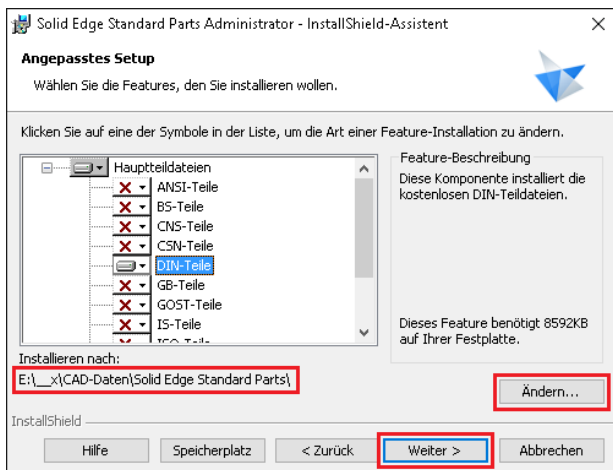 Solid Edge Standard Parts Administrator - InstallShield-Assistent
Angepasstes Setup
Wählen Sie die Features, den Sie installieren wollen.
Klicken Sie auf eine der Symbole in der Liste, um die Art einer Feature-Installation zu ändern.
Hauptteildateien
ANSI-Teile
BS-Teile
CNS-Teile
CSN-Teile
DIN-Teile
GB-Teile
GOST-Teile
IS-Teile
Feature-Beschreibung
Diese Komponente installiert die
kostenlosen DIN-Teildateien.
Dieses Feature benötigt 8592KB
auf Ihrer Festplatte.
Installieren nach:
E:\__x\CAD-Daten\Solid Edge Standard Parts\
Ändern...
InstallShield
Hilfe
Speicherplatz
< Zurück
Weiter >
Abbrechen